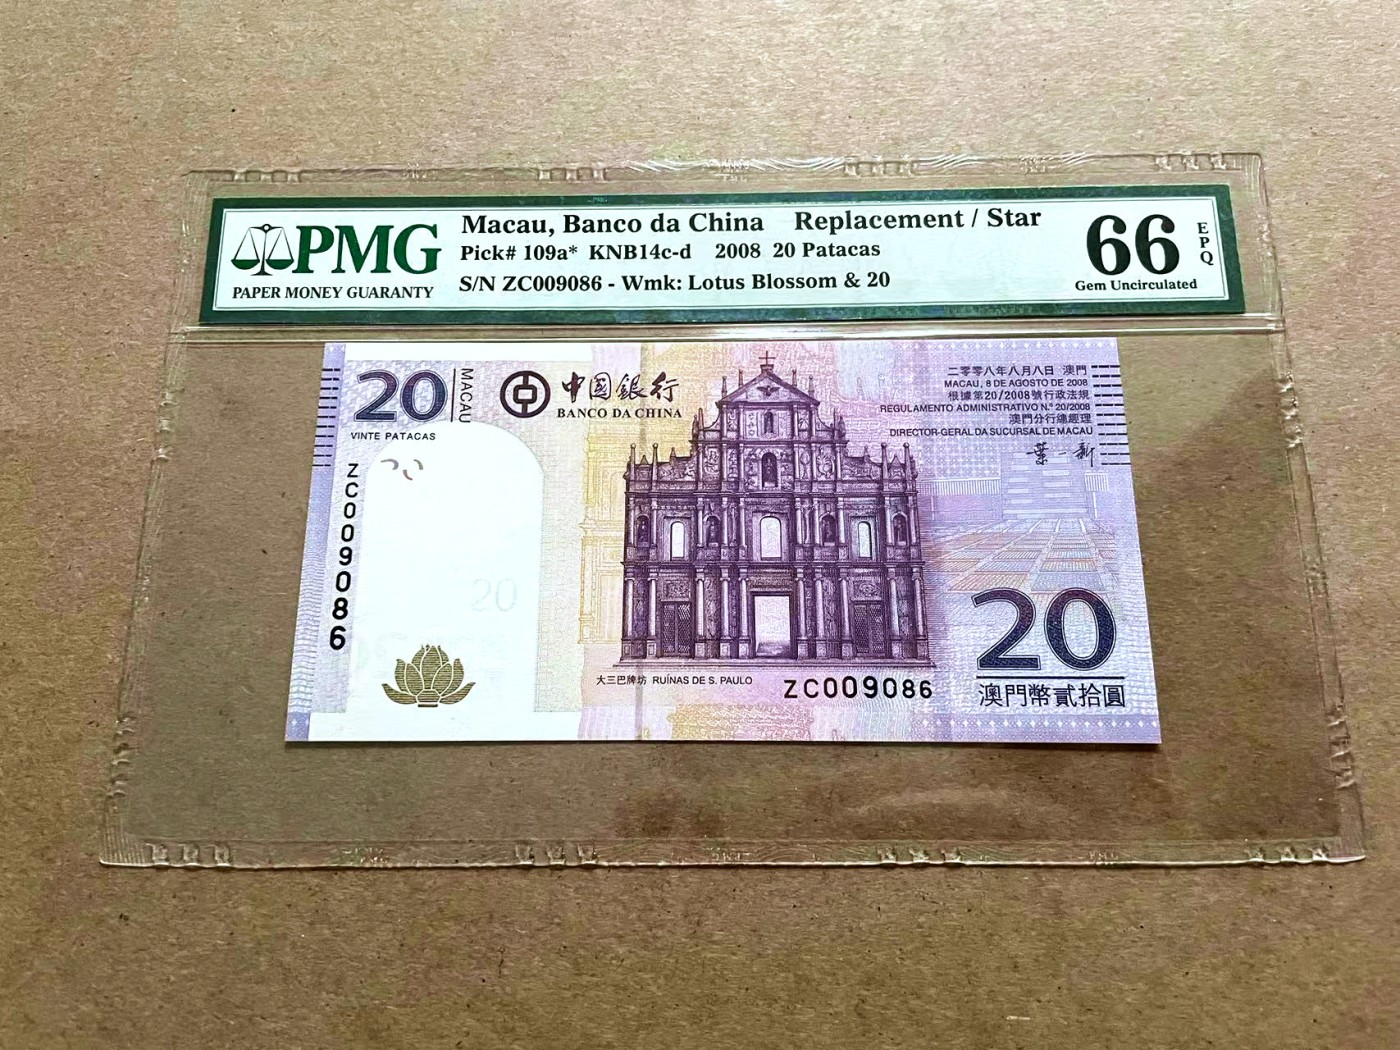 PMG
PAPER MONEY GUARANTY
Macau, Banco da China Replacement / Star
Pick# 109a* KNB14c-d 2008 20 Patacas
S/N ZC009086 - Wmk: Lotus Blossom & 20
66
EPQ
Gem Uncirculated
20
MACAU
VINTE PATACAS
中國銀行
BANCO DA CHINA
二零零八年八月八日 澳門
MACAU, 8 DE AGOSTO DE 2008
根據第20/2008號行政法規
REGULAMENTO ADMINISTRATIVO N.º 20/2008
澳門分行總經理
DIRECTOR-GERAL DA SUCURSAL DE MACAU
ZC009086
20
大三巴牌坊 RUÍNAS DE S. PAULO
ZC009086
20
澳門幣貳拾圓